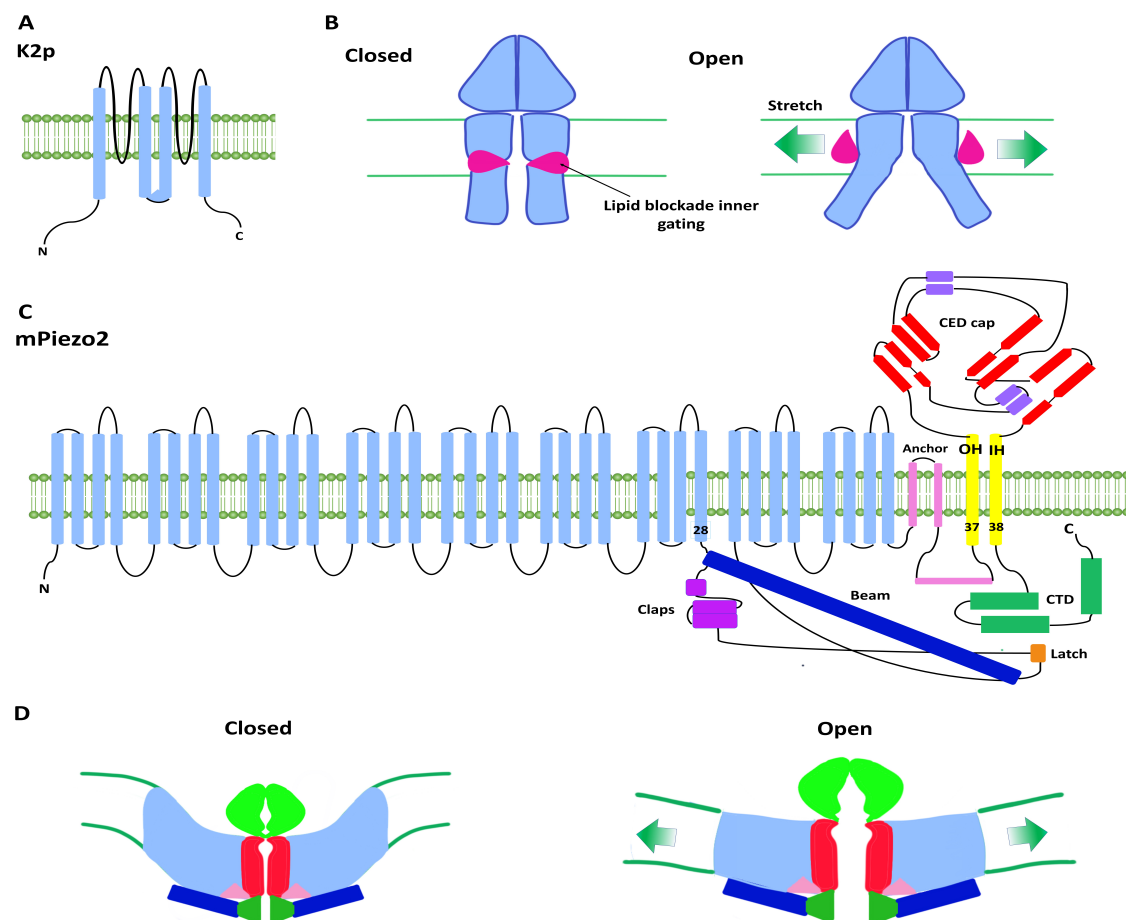 A
K2p
N
C
B
Closed
Open
Stretch
Lipid blockade inner
gating
C
mPiezo2
CED cap
Anchor
OH IH
28
37 38
C
N
Claps
Beam
CTD
Latch
D
Closed
Open